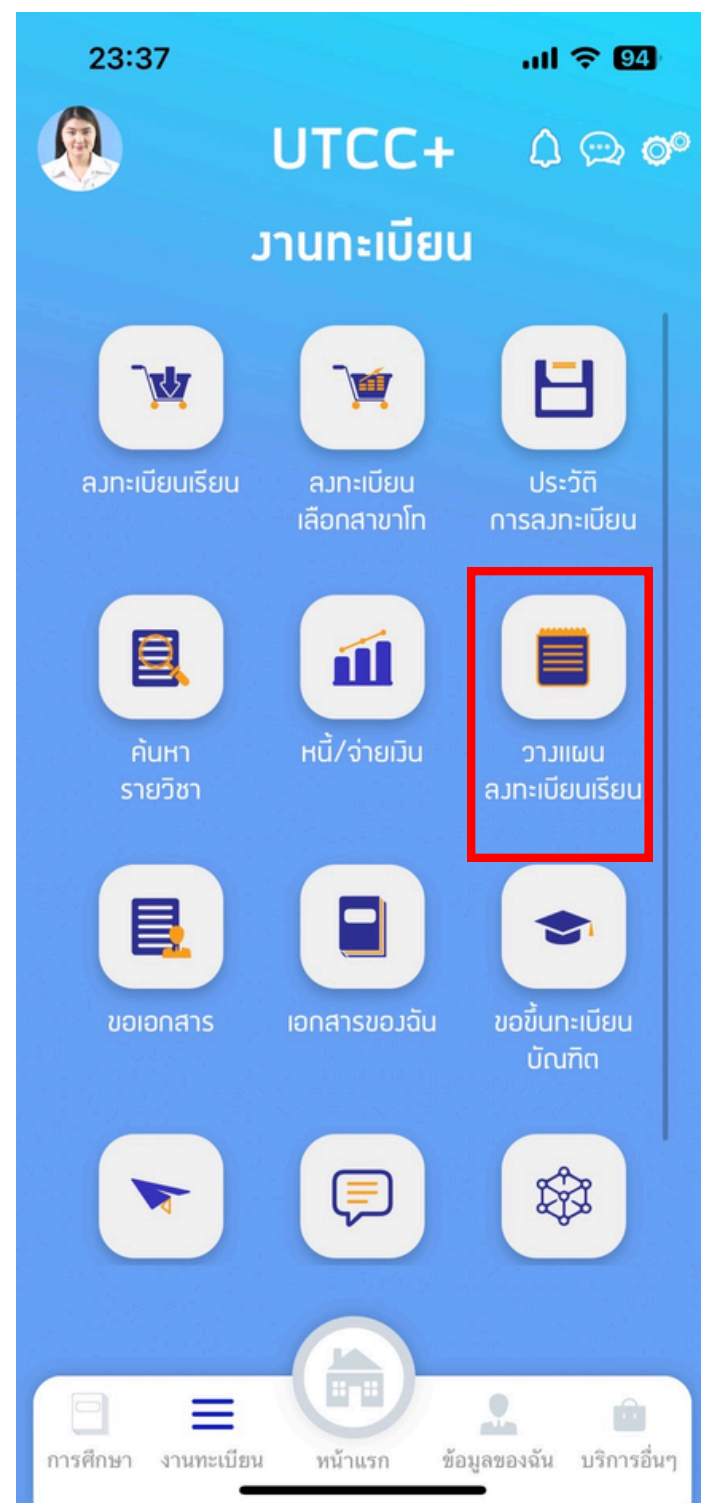 23:37
94
UTCC+
งานทะเบียน
ลงทะเบียนเรียน
ลงทะเบียน
เลือกสาขาโท
ประวัติ
การลงทะเบียน
ค้นหา
รายวิชา
หนี้/จ่ายเงิน
วางแผน
ลงทะเบียนเรียน
ขอเอกสาร
เอกสารของฉัน
ขอขึ้นทะเบียน
บัณฑิต
การศึกษา
งานทะเบียน
หน้าแรก
ข้อมูลของฉัน
บริการอื่นๆ